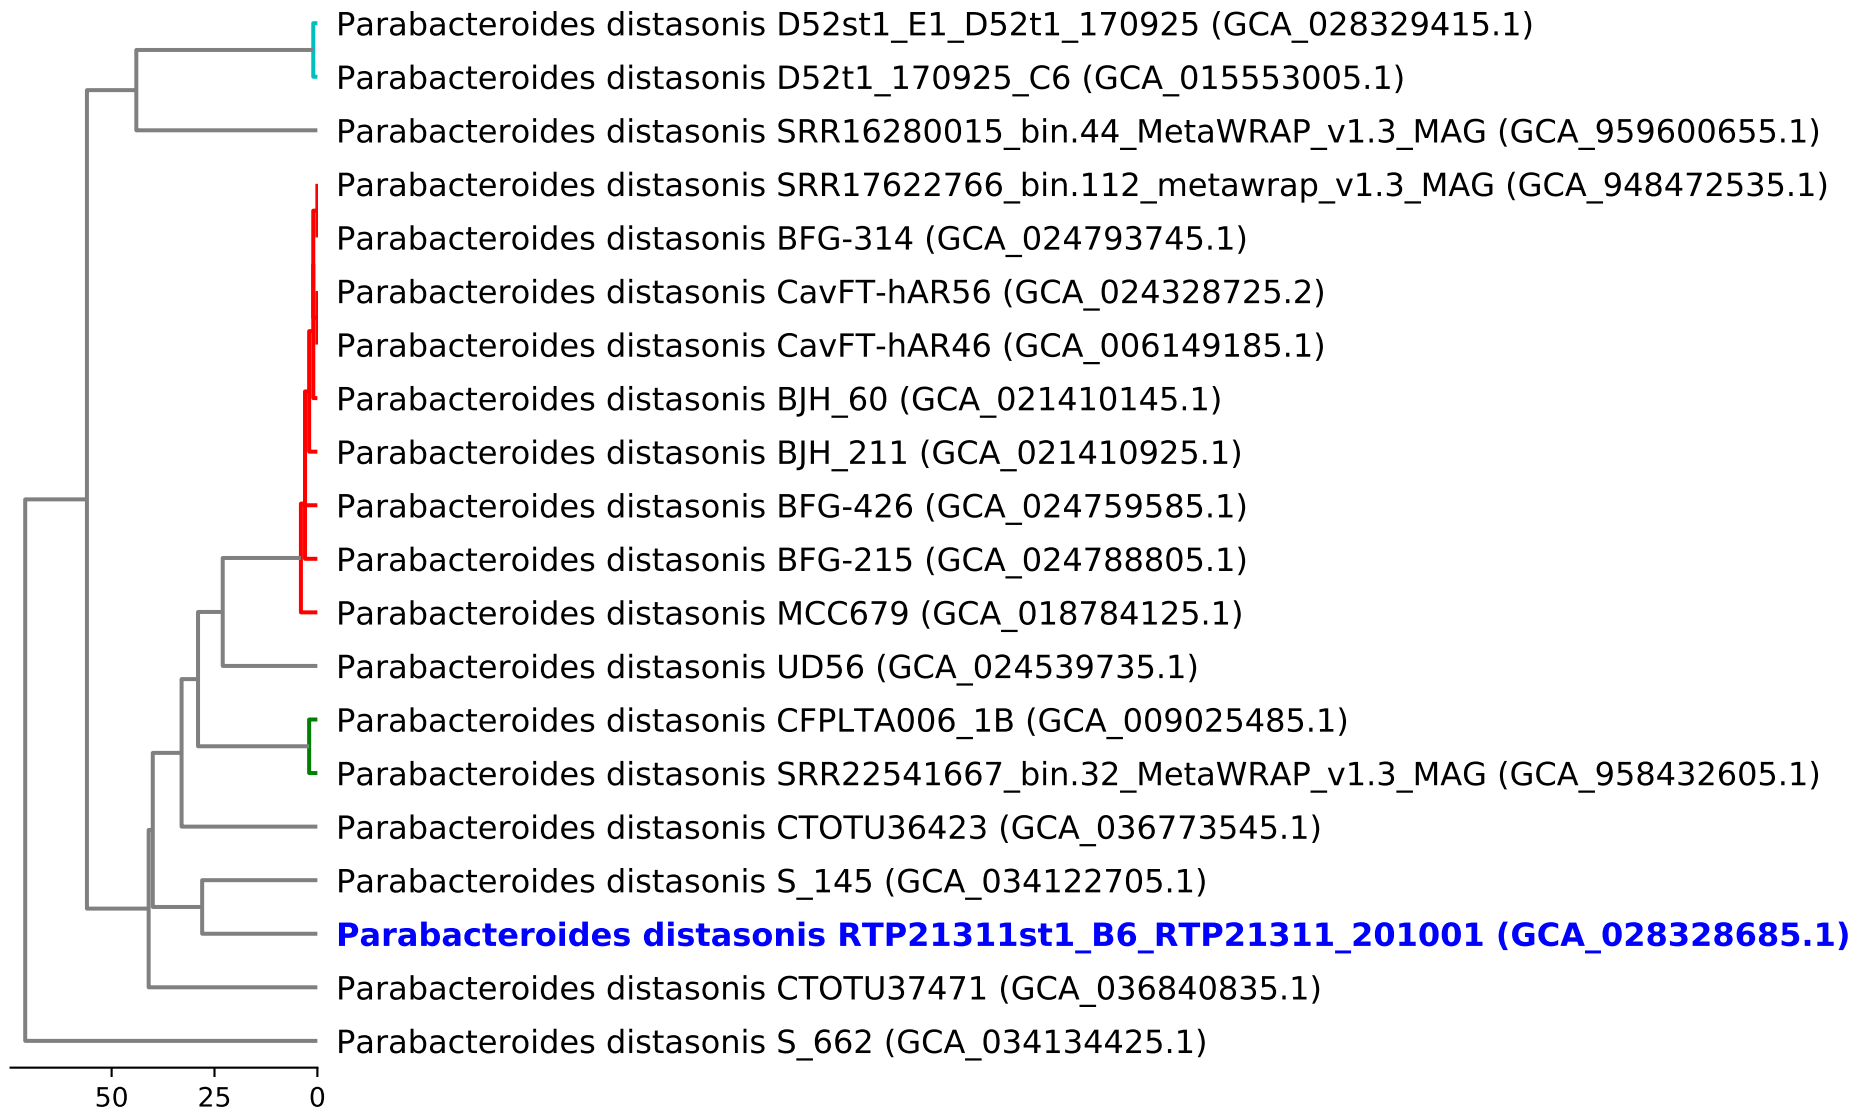 Parabacteroides distasonis D52st1_E1_D52t1_170925 (GCA_028329415.1)
Parabacteroides distasonis D52t1_170925_C6 (GCA_015553005.1)
Parabacteroides distasonis SRR16280015_bin.44_MetaWRAP_v1.3_MAG (GCA_959600655.1)
Parabacteroides distasonis SRR17622766_bin.112_metawrap_v1.3_MAG (GCA_948472535.1)
Parabacteroides distasonis BFG-314 (GCA_024793745.1)
Parabacteroides distasonis CavFT-hAR56 (GCA_024328725.2)
Parabacteroides distasonis CavFT-hAR46 (GCA_006149185.1)
Parabacteroides distasonis BJH_60 (GCA_021410145.1)
Parabacteroides distasonis BJH_211 (GCA_021410925.1)
Parabacteroides distasonis BFG-426 (GCA_024759585.1)
Parabacteroides distasonis BFG-215 (GCA_024788805.1)
Parabacteroides distasonis MCC679 (GCA_018784125.1)
Parabacteroides distasonis UD56 (GCA_024539735.1)
Parabacteroides distasonis CFPLTA006_1B (GCA_009025485.1)
Parabacteroides distasonis SRR22541667_bin.32_MetaWRAP_v1.3_MAG (GCA_958432605.1)
Parabacteroides distasonis CTOTU36423 (GCA_036773545.1)
Parabacteroides distasonis S_145 (GCA_034122705.1)
Parabacteroides distasonis RTP21311st1_B6_RTP21311_201001 (GCA_028328685.1)
Parabacteroides distasonis CTOTU37471 (GCA_036840835.1)
Parabacteroides distasonis S_662 (GCA_034134425.1)
50 25 0